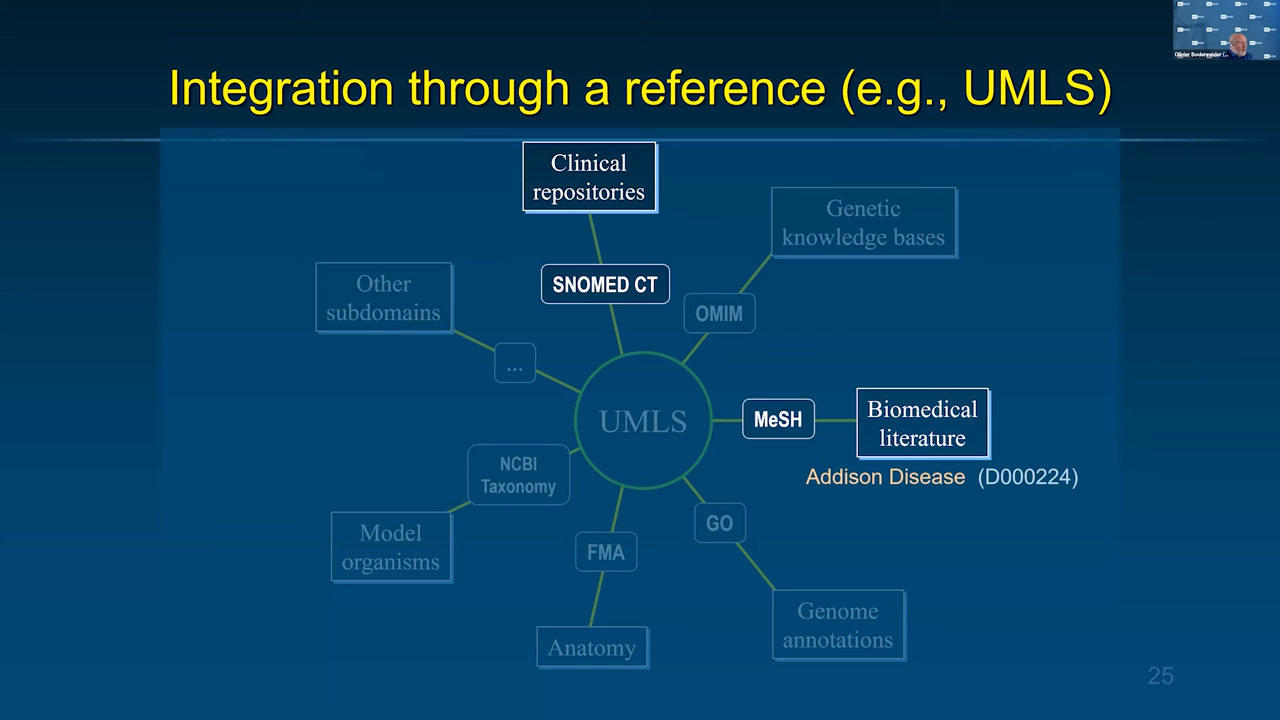 Integration through a reference (e.g., UMLS)
Clinical
repositories
Genetic
knowledge bases
Other
subdomains
SNOMED CT
OMIM
...
UMLS
MeSH
Biomedical
literature
Addison Disease (D000224)
NCBI
Taxonomy
GO
Model
organisms
FMA
Genome
annotations
Anatomy
25